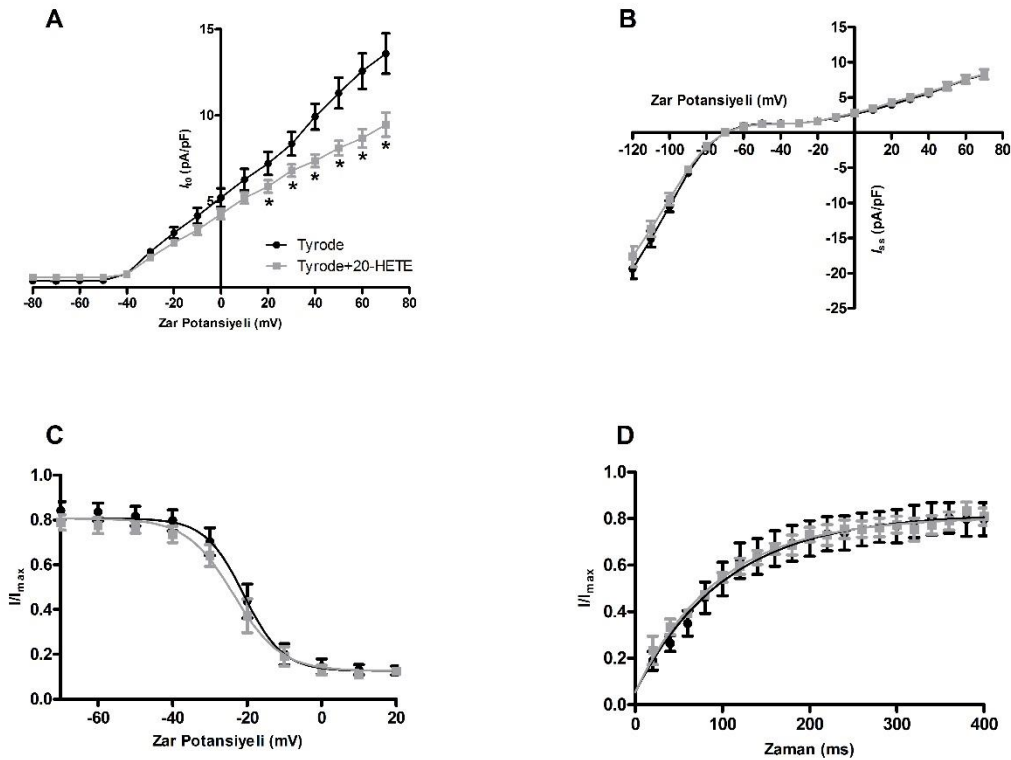 A
15
10
5
I to (pA/pF)
* * * * * *
Tyrode
Tyrode+20-HETE
-80 -60 -40 -20 0 20 40 60 80
Zar Potansiyeli (mV)
B
15
10
5
Zar Potansiyeli (mV)
-120 -100 -80 -60 -40 -20 0 20 40 60 80
-5
-10
-15
-20
-25
Iss (pA/pF)
C
1.0
0.8
0.6
0.4
0.2
0.0
I/Imax
-60 -40 -20 0 20
Zar Potansiyeli (mV)
D
1.0
0.8
0.6
0.4
0.2
0.0
I/Imax
0 100 200 300 400
Zaman (ms)